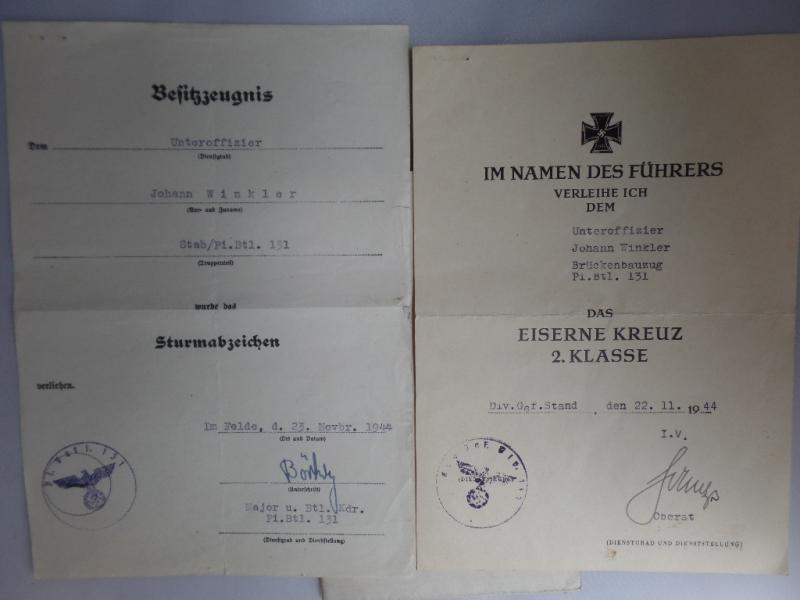 Besitzzeugnis
Dem Unteroffizier
(Dienstgrad)
Johann Winkler
(Vor- und Zuname)
Stab/Pi.Btl. 131
(Truppenteil)
wurde das
Sturmabzeichen
verliehen.
Im Felde, d. 23. Novbr. 1944
(Ort und Datum)
(Unterschrift)
Major u. Btl. Kdr.
Pi.Btl. 131
(Dienstgrad und Dienststellung)
IM NAMEN DES FÜHRERS
VERLEIHE ICH
DEM
Unteroffizier
Johann Winkler
Brückenbauzug
Pi.Btl. 131
DAS
EISERNE KREUZ
2. KLASSE
Div.Gef.Stand, den 22. 11. 1944
I.V.
(DIENSTSIEGEL)
Oberst
(DIENSTGRAD UND DIENSTSTELLUNG)